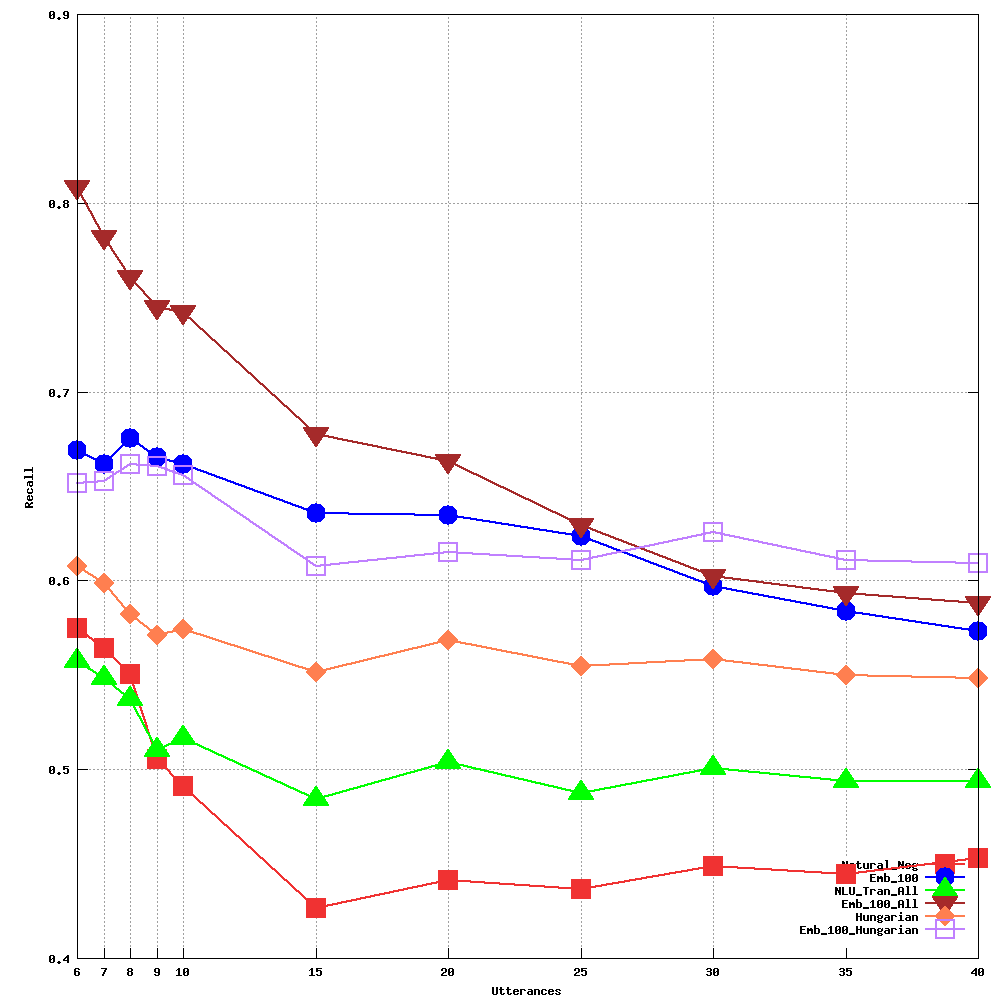 0.9
0.8
0.7
0.6
0.5
0.4
Recall
6 7 8 9 10 15 20 25 30 35 40
Utterances
Natural_Neg
Emb_100
NLU_Tran_All
Emb_100_All
Hungarian
Emb_100_Hungarian